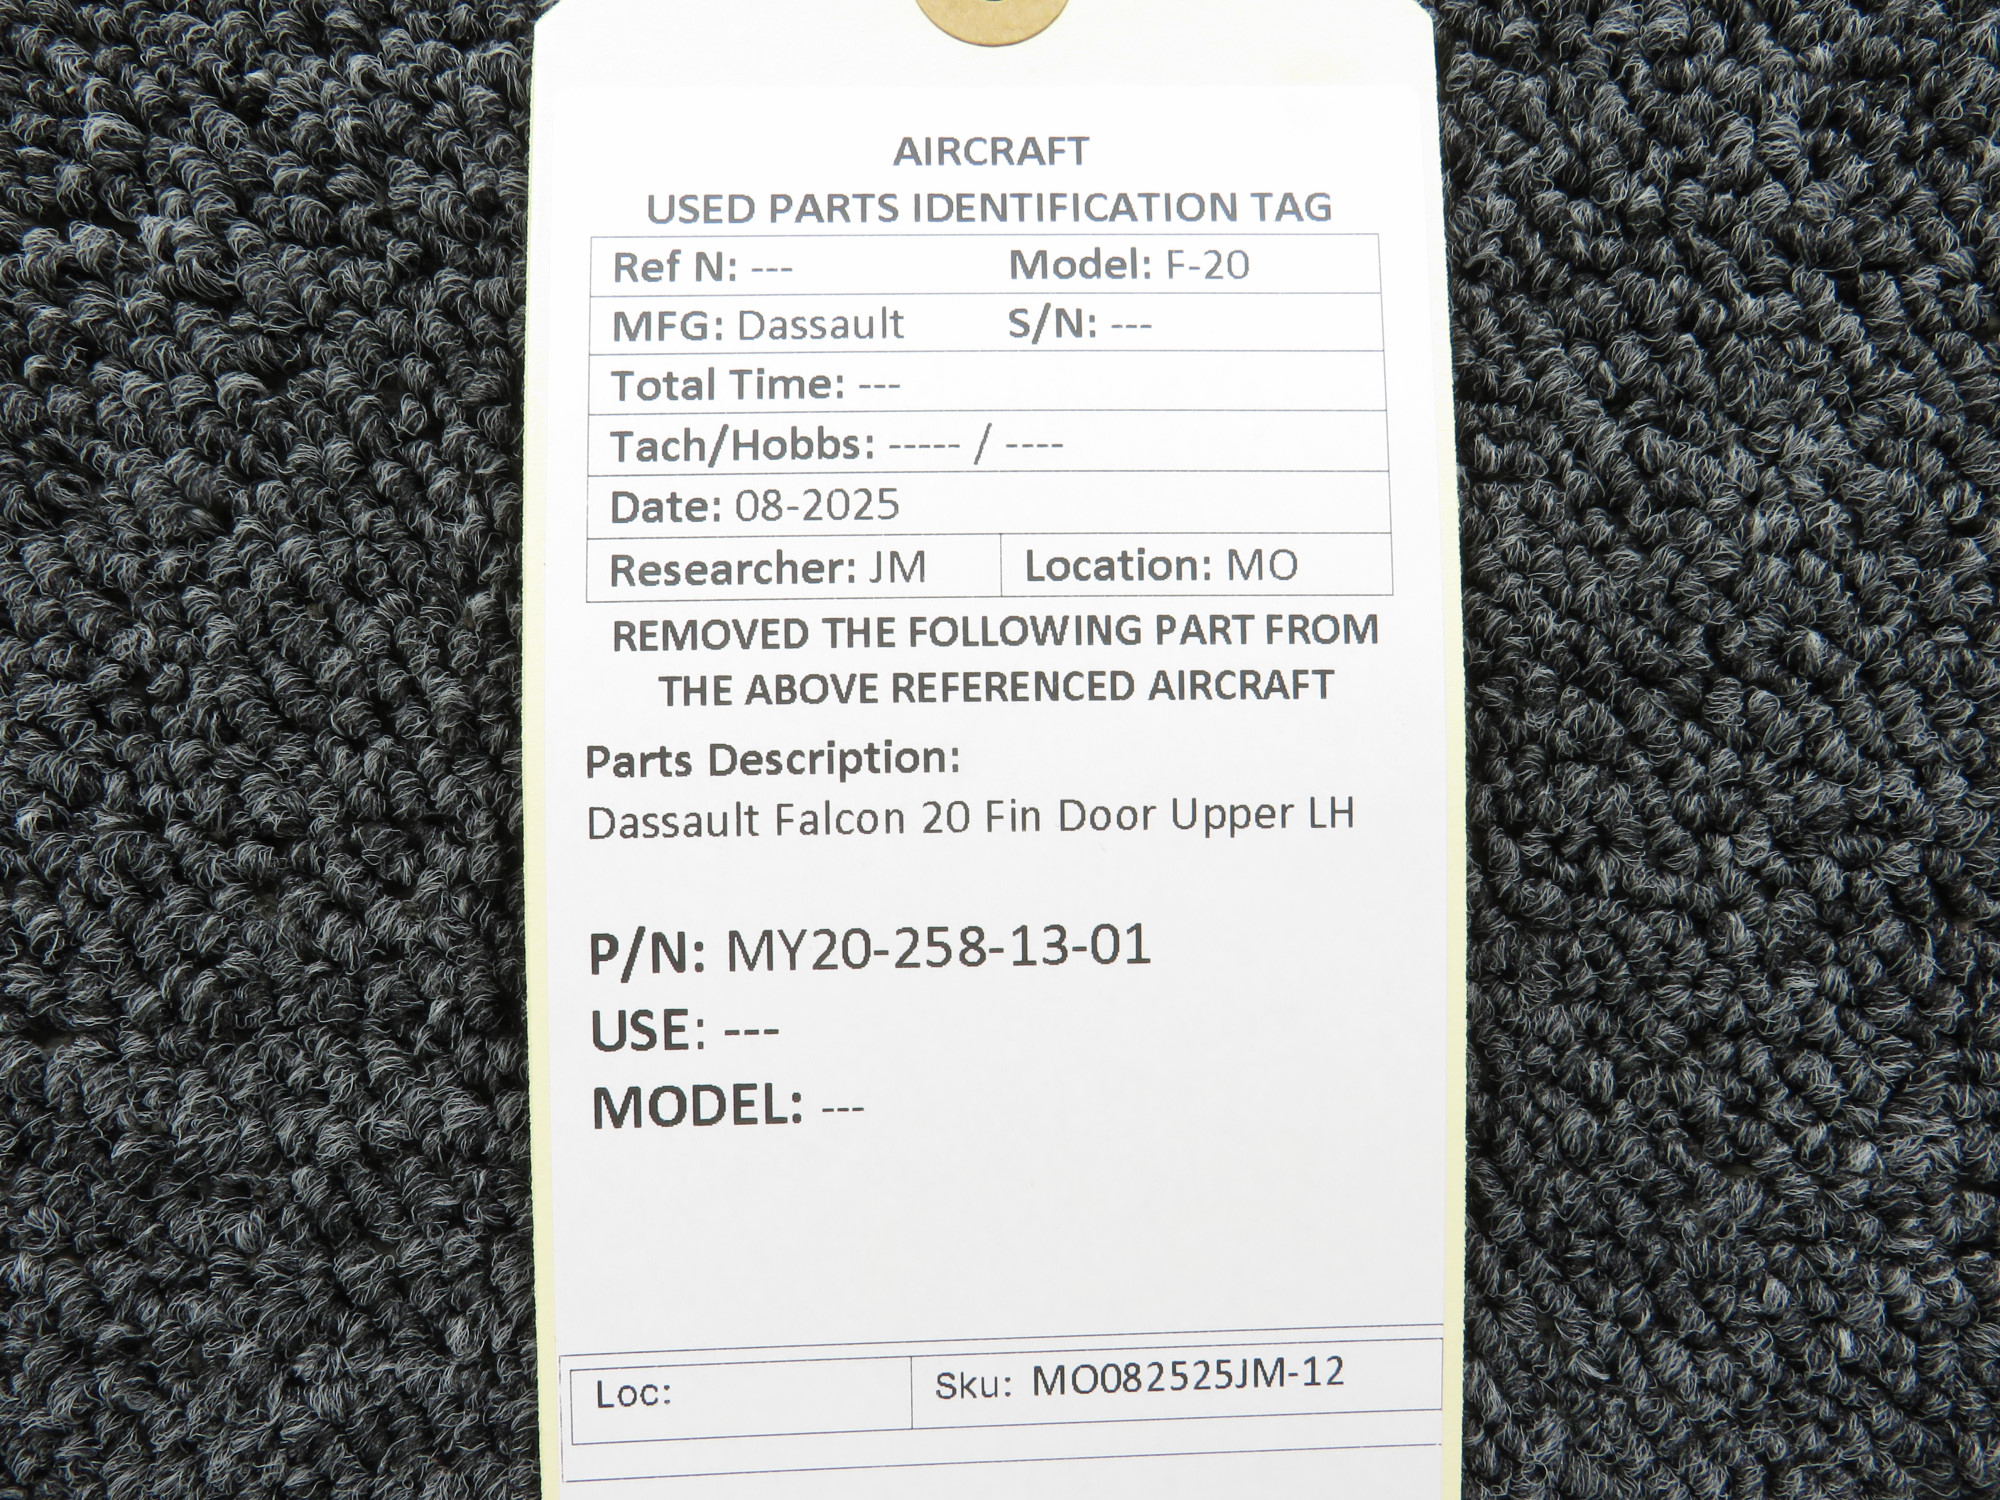 AIRCRAFT
USED PARTS IDENTIFICATION TAG
Ref N: --- Model: F-20
MFG: Dassault S/N: ---
Total Time: ---
Tach/Hobbs: ----- / ----
Date: 08-2025
Researcher: JM Location: MO
REMOVED THE FOLLOWING PART FROM
THE ABOVE REFERENCED AIRCRAFT
Parts Description:
Dassault Falcon 20 Fin Door Upper LH
P/N: MY20-258-13-01
USE: ---
MODEL: ---
Loc: Sku: MO082525JM-12